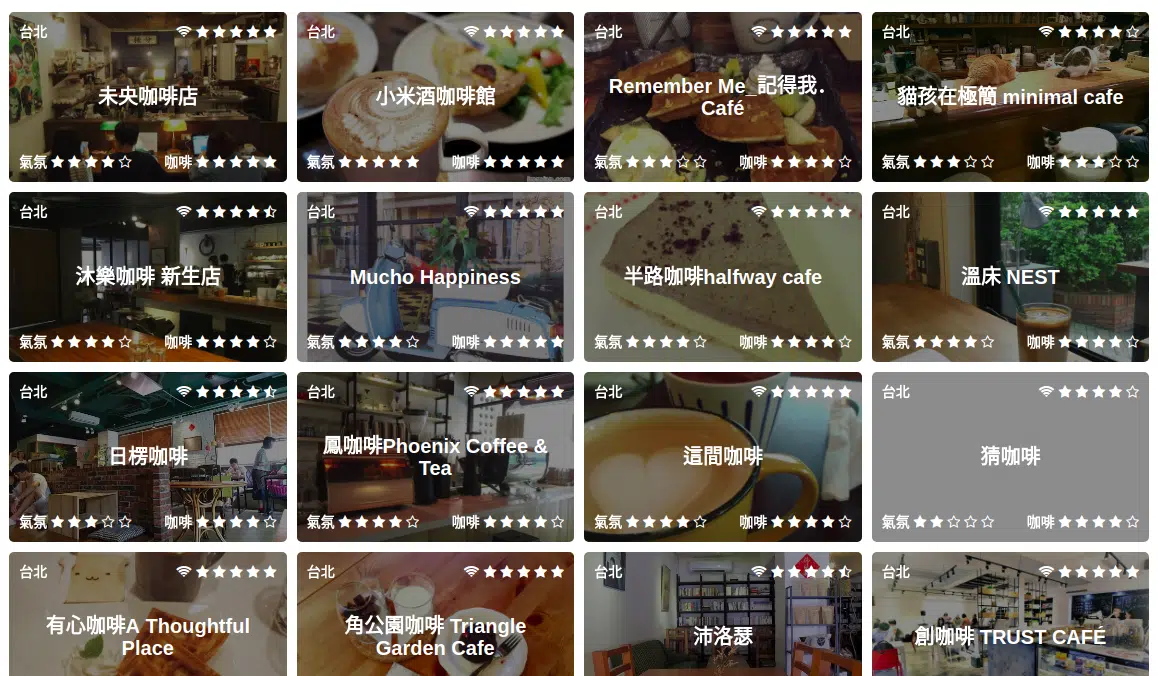 台北
未央咖啡店
氣氛 咖啡
台北
小米酒咖啡館
氣氛 咖啡
台北
Remember Me_記得我.
Café
氣氛 咖啡
台北
貓孩在極簡 minimal cafe
氣氛 咖啡
台北
沐樂咖啡 新生店
氣氛 咖啡
台北
Mucho Happiness
氣氛 咖啡
台北
半路咖啡halfway cafe
氣氛 咖啡
台北
溫床 NEST
氣氛 咖啡
台北
日楞咖啡
氣氛 咖啡
台北
鳳咖啡Phoenix Coffee &
Tea
氣氛 咖啡
台北
這間咖啡
氣氛 咖啡
台北
猜咖啡
氣氛 咖啡
台北
有心咖啡A Thoughtful
Place
台北
角公園咖啡 Triangle
Garden Cafe
台北
沛洛瑟
台北
創咖啡 TRUST CAFÉ